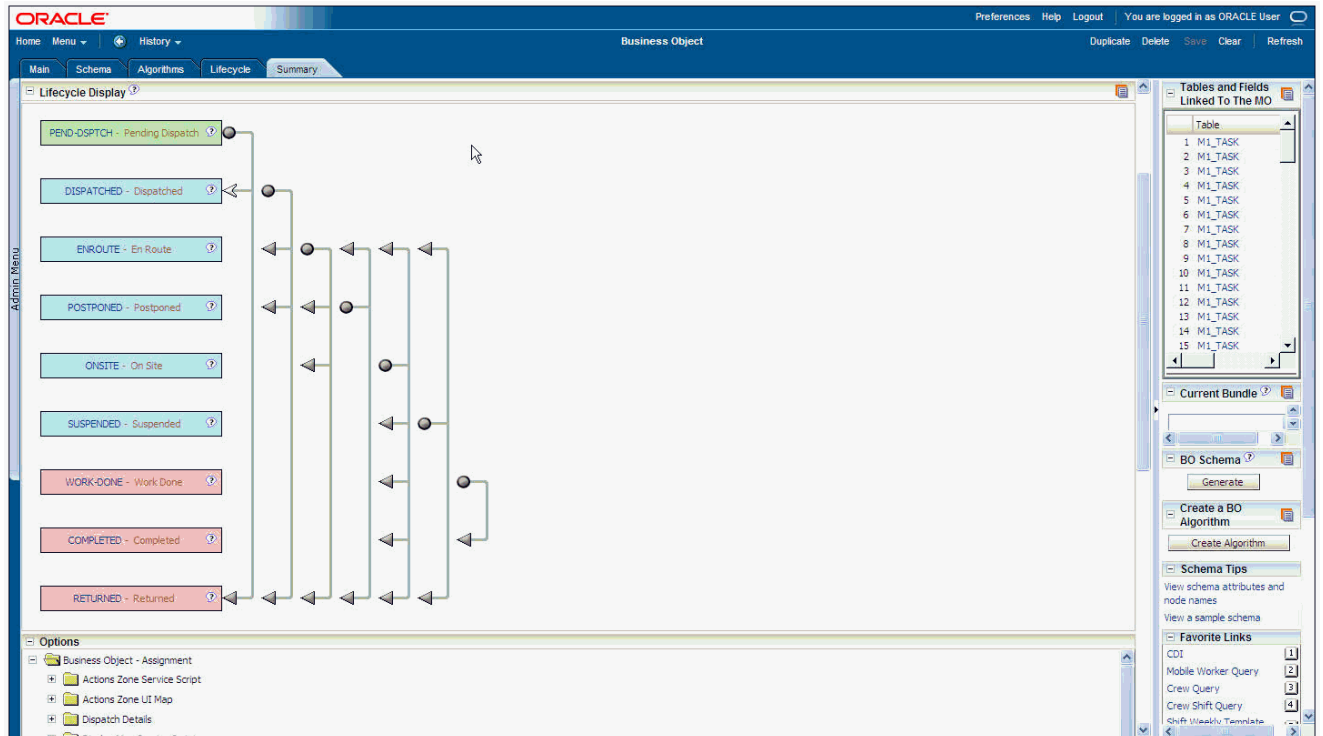 ORACLE
Preferences Help Logout You are logged in as ORACLE User
Home Menu History Business Object Duplicate Delete Save Clear Refresh
Main Schema Algorithms Lifecycle Summary
Admin Menu
Lifecycle Display
PEND-DSPTCH - Pending Dispatch
DISPATCHED - Dispatched
ENROUTE - En Route
POSTPONED - Postponed
ONSITE - On Site
SUSPENDED - Suspended
WORK-DONE - Work Done
COMPLETED - Completed
RETURNED - Returned
Options
Business Object - Assignment
Actions Zone Service Script
Actions Zone UI Map
Dispatch Details
Tables and Fields
Linked To The MO
Table
1 M1_TASK
2 M1_TASK
3 M1_TASK
4 M1_TASK
5 M1_TASK
6 M1_TASK
7 M1_TASK
8 M1_TASK
9 M1_TASK
10 M1_TASK
11 M1_TASK
12 M1_TASK
13 M1_TASK
14 M1_TASK
15 M1_TASK
Current Bundle
BO Schema
Generate
Create a BO
Algorithm
Create Algorithm
Schema Tips
View schema attributes and
node names
View a sample schema
Favorite Links
CDI 1
Mobile Worker Query 2
Crew Query 3
Crew Shift Query 4
Shift Weekly Template